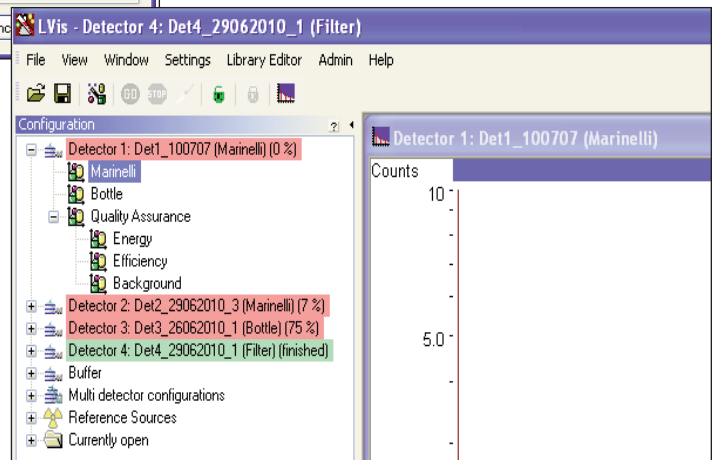 nc
LVis - Detector 4: Det4_29062010_1 (Filter)
File View Window Settings Library Editor Admin Help
GO STOP
Configuration ?
Detector 1: Det1_100707 (Marinelli)
Detector 1: Det1_100707 (Marinelli) (0 %)
Marinelli
Bottle
Quality Assurance
Energy
Efficiency
Background
Detector 2: Det2_29062010_3 (Marinelli) (7 %)
Detector 3: Det3_26062010_1 (Bottle) (75 %)
Detector 4: Det4_29062010_1 (Filter) (finished)
Buffer
Multi detector configurations
Reference Sources
Currently open
Counts
10
5.0